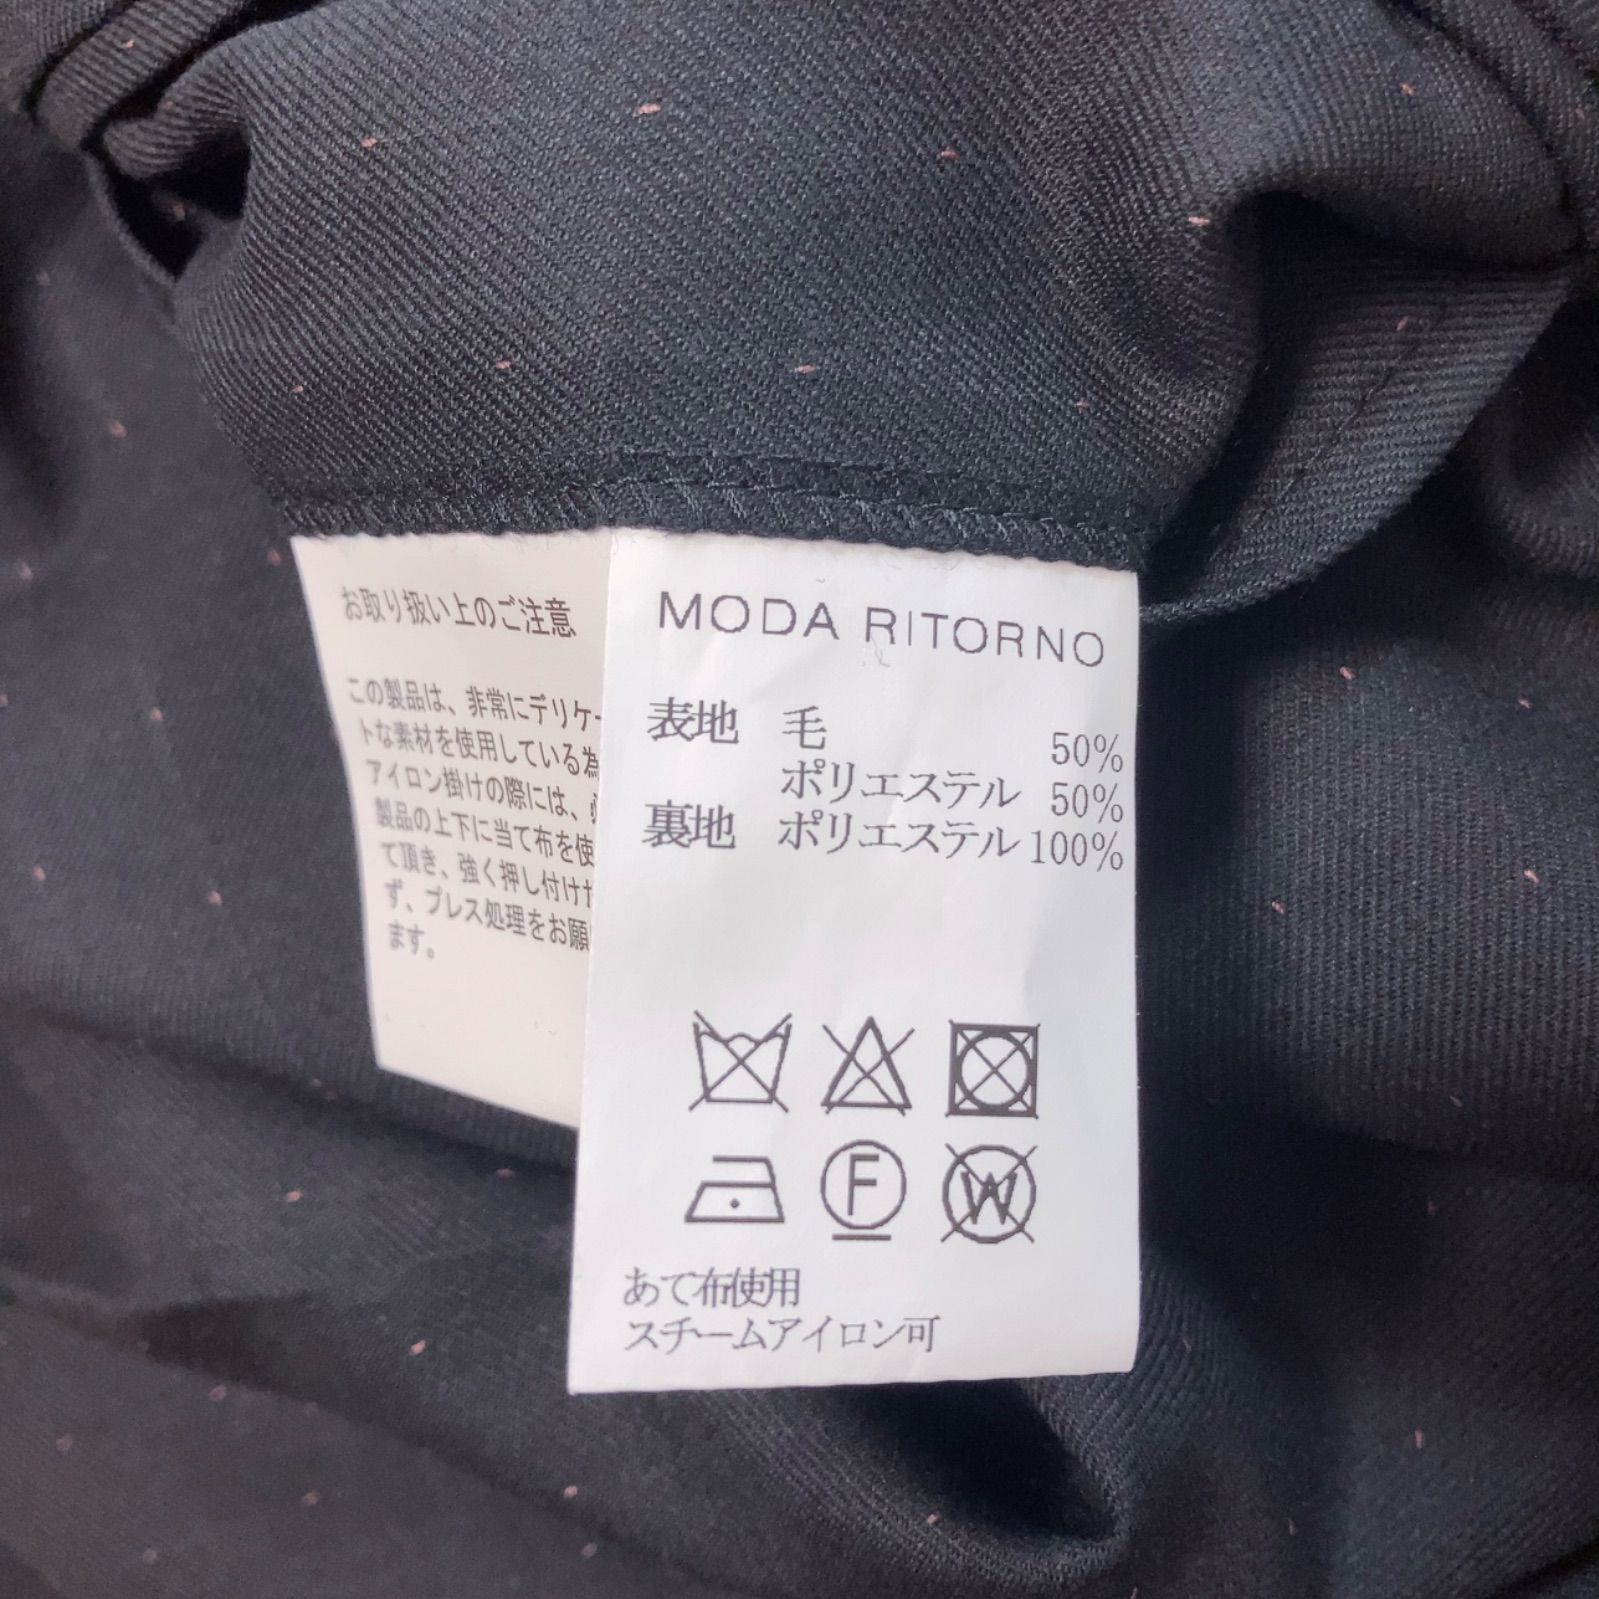 お取り扱い上のご注意
この製品は、非常にデリケー
トな素材を使用している為
アイロン掛けの際には、
製品の上下に当て布を使
て頂き、強く押し付けた
ず、プレス処理をお願
ます。
MODA RITORNO
表地 毛 50%
ポリエステル 50%
裏地 ポリエステル 100%
F W
あて布使用
スチームアイロン可